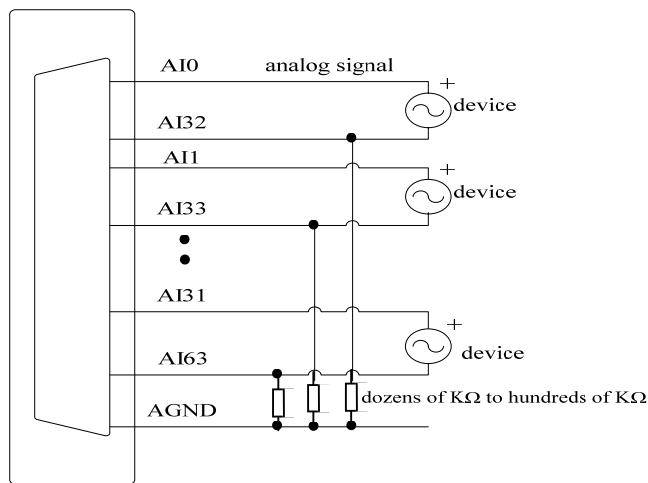 AI0 analog signal
+
device
AI32
AI1
+
device
AI33
AI31
+
device
AI63
dozens of KΩ to hundreds of KΩ
AGND